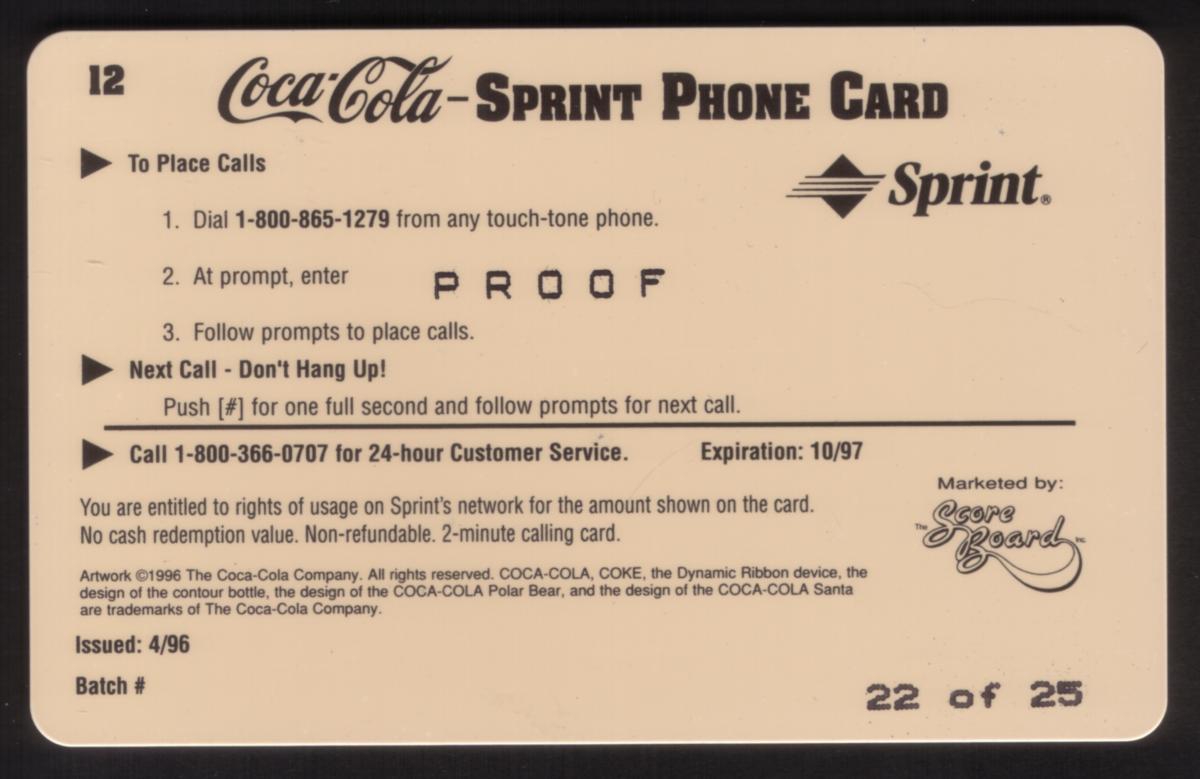 12
Coca-Cola - SPRINT PHONE CARD
To Place Calls
Sprint®
1. Dial 1-800-865-1279 from any touch-tone phone.
2. At prompt, enter PROOF
3. Follow prompts to place calls.
Next Call - Don't Hang Up!
Push [#] for one full second and follow prompts for next call.
Call 1-800-366-0707 for 24-hour Customer Service. Expiration: 10/97
Marketed by:
The Score Board Inc.
You are entitled to rights of usage on Sprint's network for the amount shown on the card.
No cash redemption value. Non-refundable. 2-minute calling card.
Artwork ©1996 The Coca-Cola Company. All rights reserved. COCA-COLA, COKE, the Dynamic Ribbon device, the
design of the contour bottle, the design of the COCA-COLA Polar Bear, and the design of the COCA-COLA Santa
are trademarks of The Coca-Cola Company.
Issued: 4/96
Batch #
22 of 25